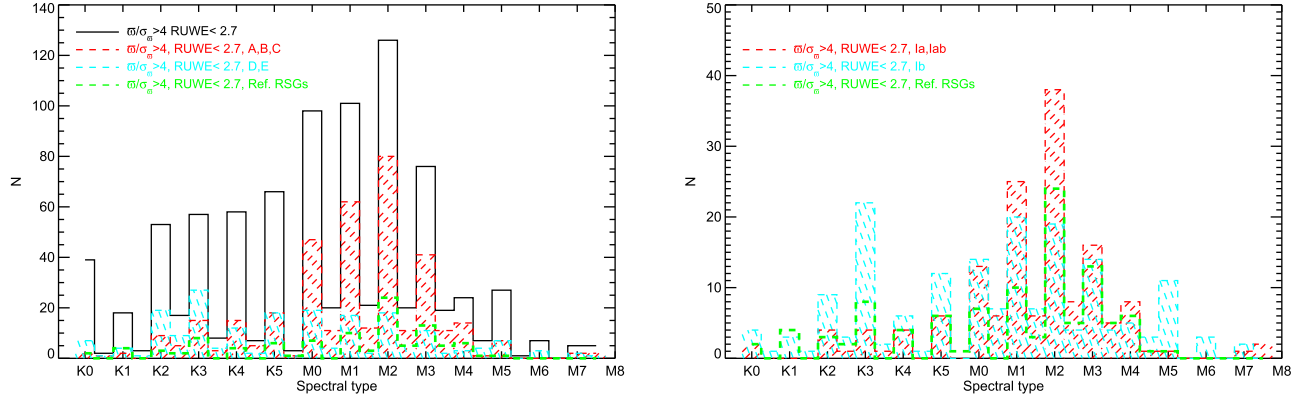 140
120
100
80
60
40
20
0
N
ϖ/σϖ>4 RUWE< 2.7
ϖ/σϖ>4, RUWE< 2.7, A,B,C
ϖ/σϖ>4, RUWE< 2.7, D,E
ϖ/σϖ>4, RUWE< 2.7, Ref. RSGs
K0 K1 K2 K3 K4 K5 M0 M1 M2 M3 M4 M5 M6 M7 M8
Spectral type
50
40
30
20
10
0
N
ϖ/σϖ>4, RUWE< 2.7, Ia,Iab
ϖ/σϖ>4, RUWE< 2.7, Ib
ϖ/σϖ>4, RUWE< 2.7, Ref. RSGs
K0 K1 K2 K3 K4 K5 M0 M1 M2 M3 M4 M5 M6 M7 M8
Spectral type